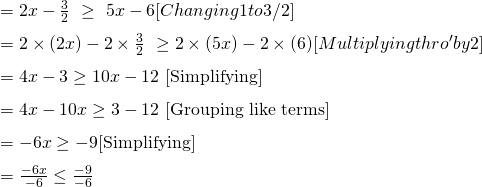 = 2x − 3/2 ≥ 5x − 6[Changing1to3/2]
= 2 × (2x) − 2 × 3/2 ≥ 2 × (5x) − 2 × (6)[Multiplyingthro′by2]
= 4x − 3 ≥ 10x − 12 [Simplifying]
= 4x − 10x ≥ 3 − 12 [Grouping like terms]
= −6x ≥ −9[Simplifying]
= −6x/−6 ≤ −9/−6